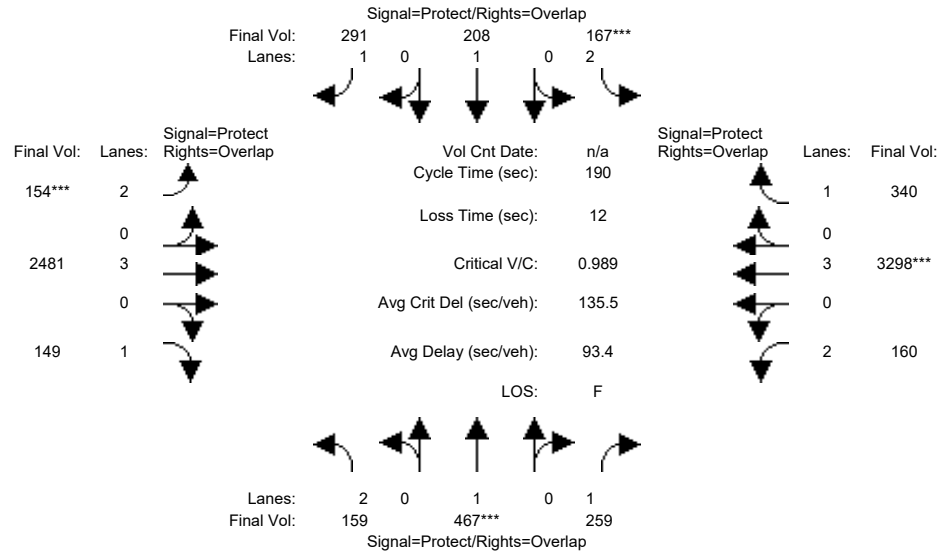 Signal=Protect/Rights=Overlap
Final Vol: 291 208 167***
Lanes: 1 0 1 0 2
Signal=Protect
Final Vol: Lanes: Rights=Overlap
Vol Cnt Date: n/a
Signal=Protect
Rights=Overlap Lanes: Final Vol:
Cycle Time (sec): 190
154*** 2
1 340
Loss Time (sec): 12
0
0
2481 3
Critical V/C: 0.989
3 3298***
0
Avg Crit Del (sec/veh): 135.5
0
149 1
Avg Delay (sec/veh): 93.4
2 160
LOS: F
Lanes: 2 0 1 0 1
Final Vol: 159 467*** 259
Signal=Protect/Rights=Overlap